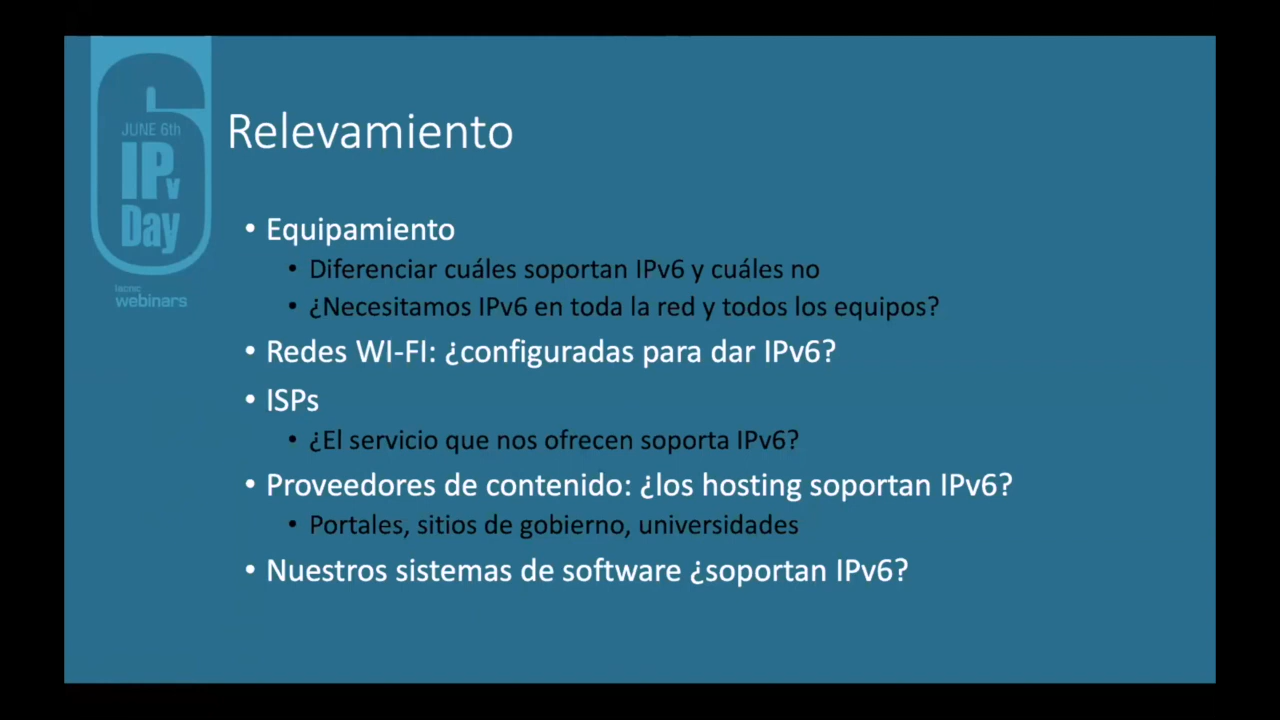 JUNE 6th
IPv
Day
lacnic
webinars
Relevamiento
• Equipamiento
• Diferenciar cuáles soportan IPv6 y cuáles no
• ¿Necesitamos IPv6 en toda la red y todos los equipos?
• Redes WI-FI: ¿configuradas para dar IPv6?
• ISPs
• ¿El servicio que nos ofrecen soporta IPv6?
• Proveedores de contenido: ¿los hosting soportan IPv6?
• Portales, sitios de gobierno, universidades
• Nuestros sistemas de software ¿soportan IPv6?